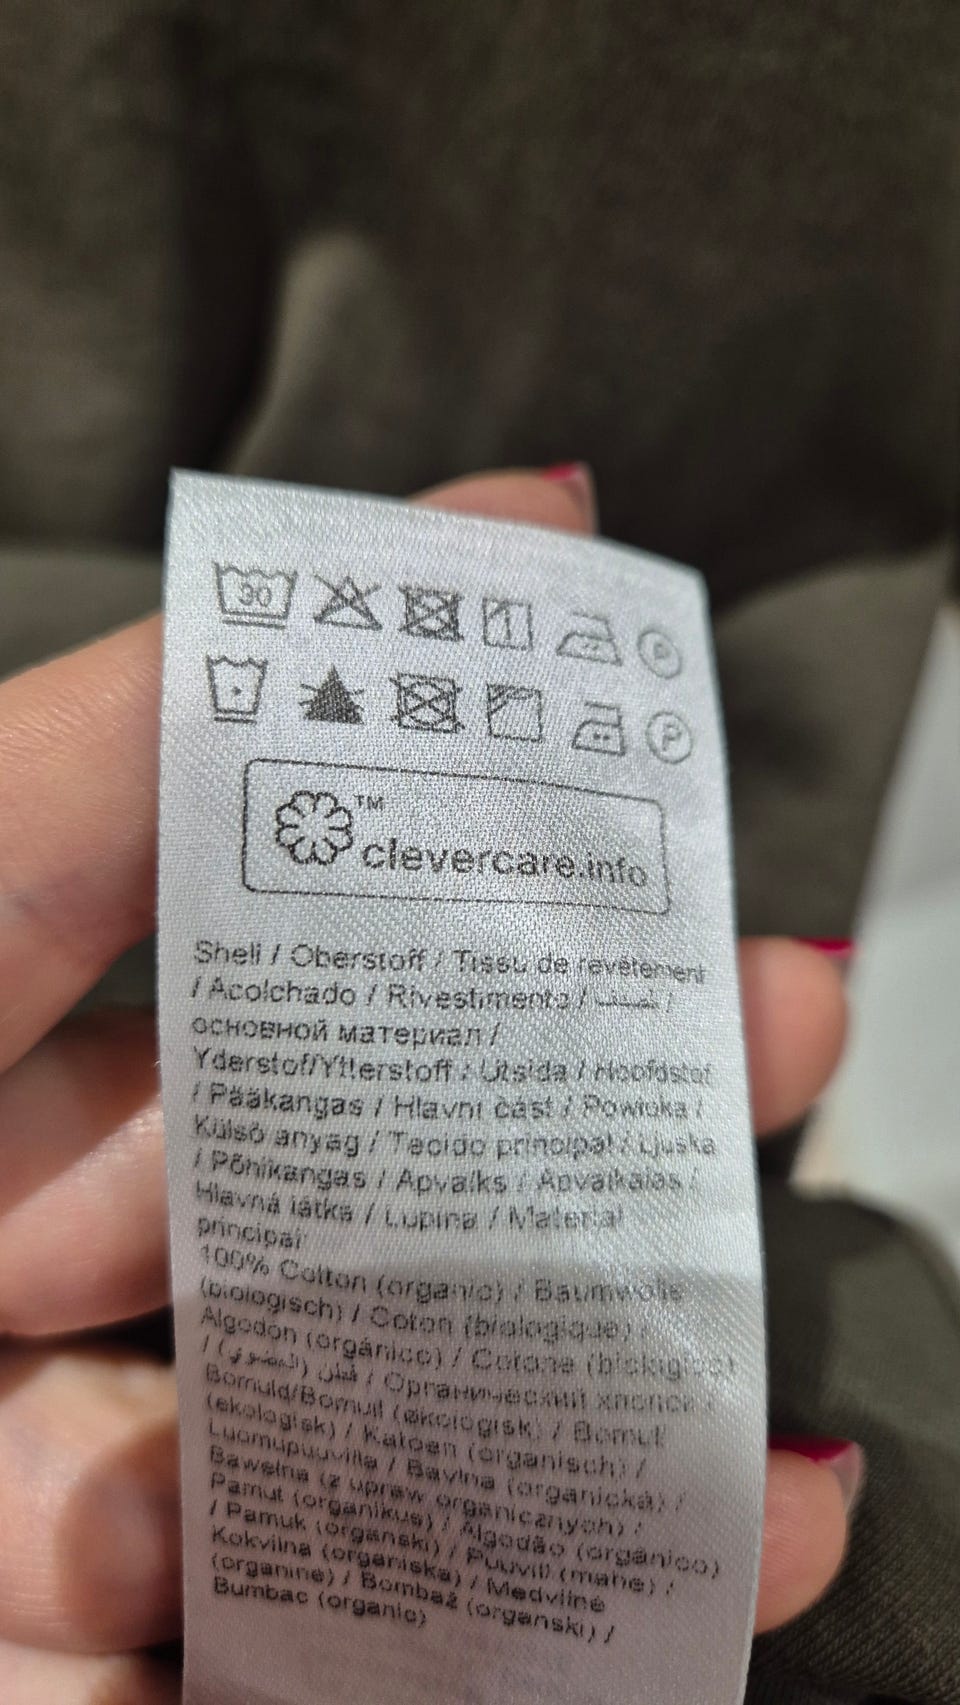 30
P
P
TM
clevercare.info
Shell / Oberstoff / Tissu de revêtement
/ Acolchado / Rivestimento / /
основной материал /
Yderstof/Ytterstoff / Utsida / Hoofdstof
/ Pääkangas / Hlavní část / Powłoka /
Külső anyag / Tecido principal / Ljuska
/ Põhikangas / Apvalks / Apvalkalas /
Hlavná látka / Lupina / Material
principal
100% Cotton (organic) / Baumwolle
(biologisch) / Coton (biologique) /
Algodón (orgánico) / Cotone (biologico)
/ قطن (العضوي) / Органический хлопок /
Bomuld/Bomull (økologisk) / Bomull
(ekologisk) / Katoen (organisch) /
Luomupuuvilla / Bavlna (organická) /
Bawełna (z upraw organicznych) /
Pamut (organikus) / Algodão (orgânico)
/ Pamuk (organski) / Puuvill (mahe) /
Kokvilna (organiska) / Medvilnė
(organinė) / Bombaž (organski) /
Bumbac (organic)